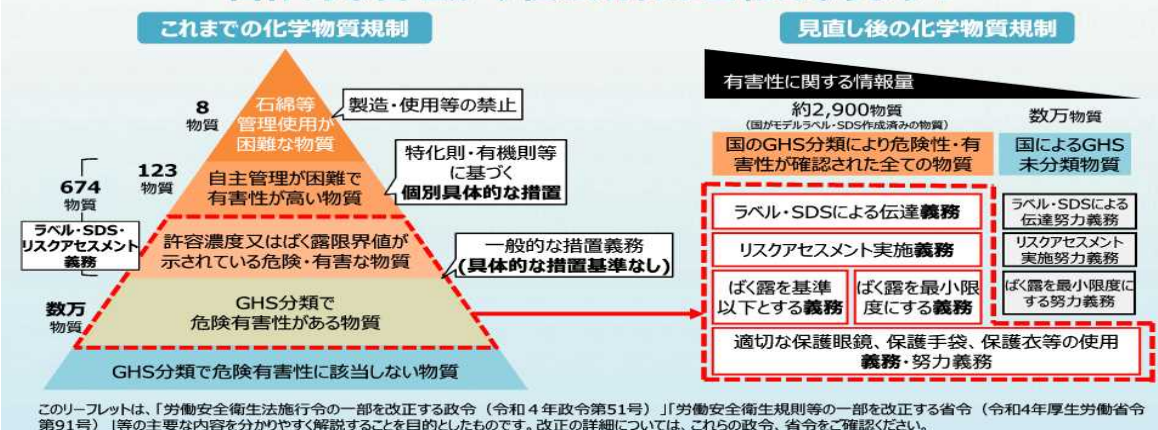 これまでの化学物質規制
8
物質
石綿等
管理使用が
困難な物質
製造・使用等の禁止
123
物質
自主管理が困難で
有害性が高い物質
特化則・有機則等
に基づく
個別具体的な措置
674
物質
ラベル・SDS・
リスクアセスメント
義務
許容濃度又はばく露限界値が
示されている危険・有害な物質
一般的な措置義務
(具体的な措置基準なし)
数万
物質
GHS分類で
危険有害性がある物質
GHS分類で危険有害性に該当しない物質
見直し後の化学物質規制
有害性に関する情報量
約2,900物質
(国がモデルラベル・SDS作成済みの物質)
数万物質
国のGHS分類により危険性・有
害性が確認された全ての物質
国によるGHS
未分類物質
ラベル・SDSによる伝達義務
ラベル・SDSによる
伝達努力義務
リスクアセスメント実施義務
リスクアセスメント
実施努力義務
ばく露を基準
以下とする義務
ばく露を最小限
度にする義務
ばく露を最小限度に
する努力義務
適切な保護眼鏡、保護手袋、保護衣等の使用
義務・努力義務
このリーフレットは、「労働安全衛生法施行令の一部を改正する政令（令和４年政令第51号）」「労働安全衛生規則等の一部を改正する省令（令和4年厚生労働省令
第91号）」等の主要な内容を分かりやすく解説することを目的としたものです。改正の詳細については、これらの政令、省令をご確認ください。